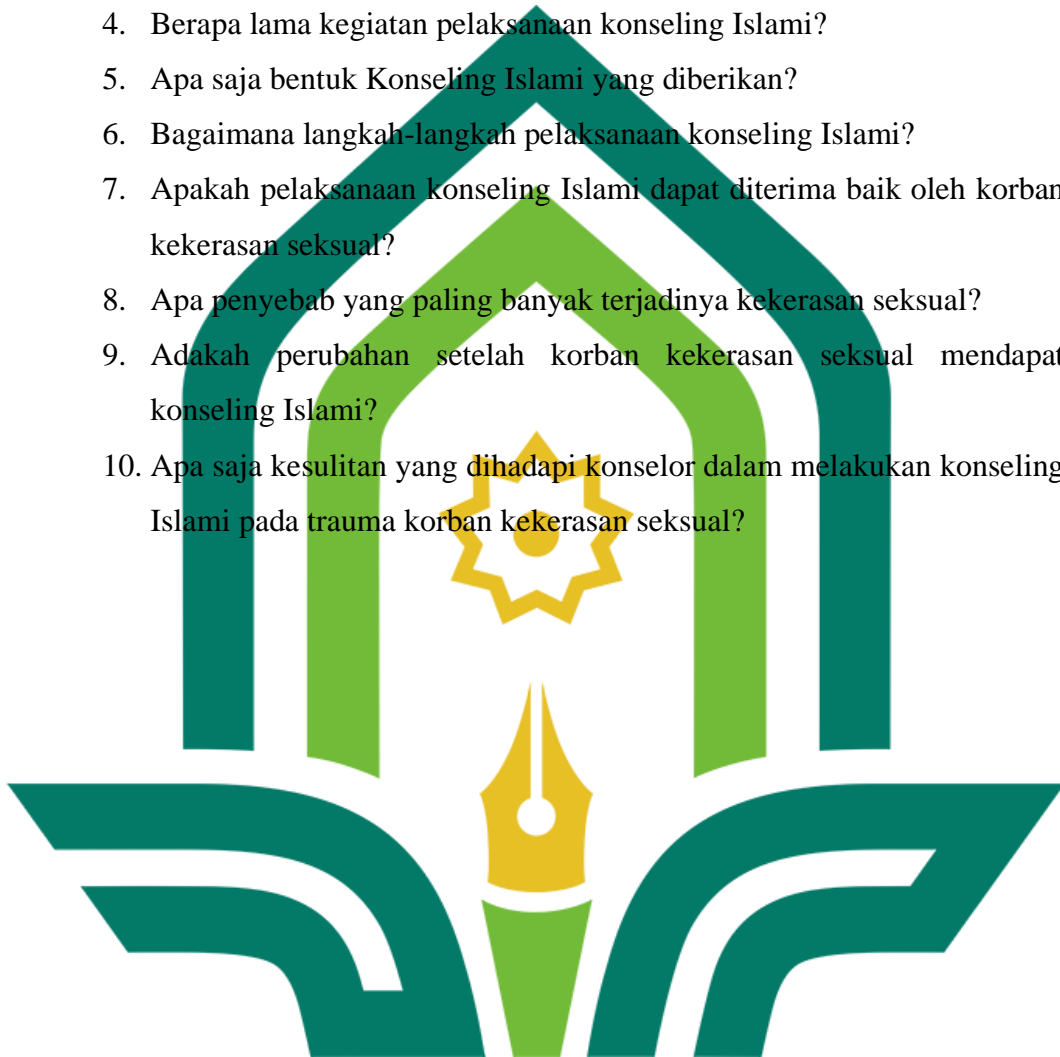 4. Berapa lama kegiatan pelaksanaan konseling Islami?
5. Apa saja bentuk Konseling Islami yang diberikan?
6. Bagaimana langkah-langkah pelaksanaan konseling Islami?
7. Apakah pelaksanaan konseling Islami dapat diterima baik oleh korban
kekerasan seksual?
8. Apa penyebab yang paling banyak terjadinya kekerasan seksual?
9. Adakah perubahan setelah korban kekerasan seksual mendapat
konseling Islami?
10. Apa saja kesulitan yang dihadapi konselor dalam melakukan konseling
Islami pada trauma korban kekerasan seksual?